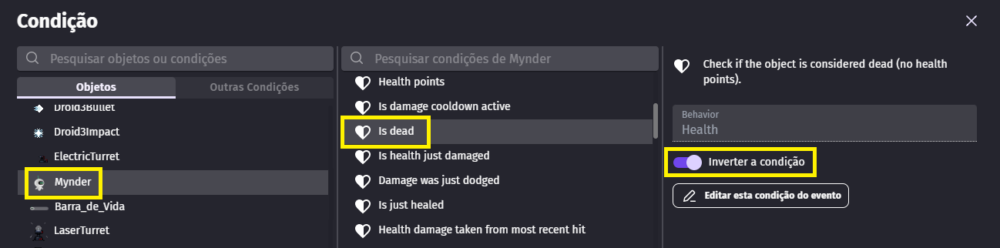 Condição
Pesquisar objetos ou condições
Objetos
Outras Condições
Droid3Bullet
Droid3Impact
ElectricTurret
Mynder
Barra_de_Vida
LaserTurret
Pesquisar condições de Mynder
Health points
Is damage cooldown active
Is dead
Is health just damaged
Damage was just dodged
Is just healed
Health damage taken from most recent hit
Check if the object is considered dead (no health
points).
Behavior
Health
Inverter a condição
Editar esta condição do evento